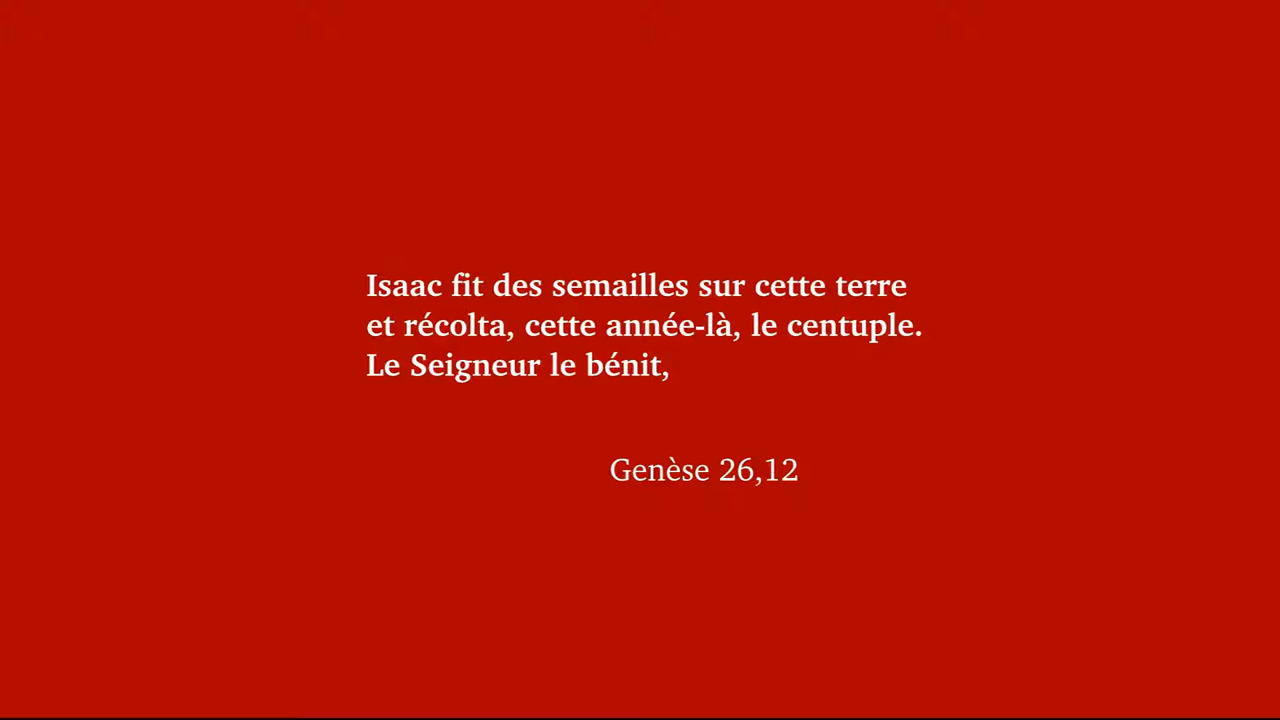 Isaac fit des semailles sur cette terre
et récolta, cette année-là, le centuple.
Le Seigneur le bénit,
Genèse 26,12